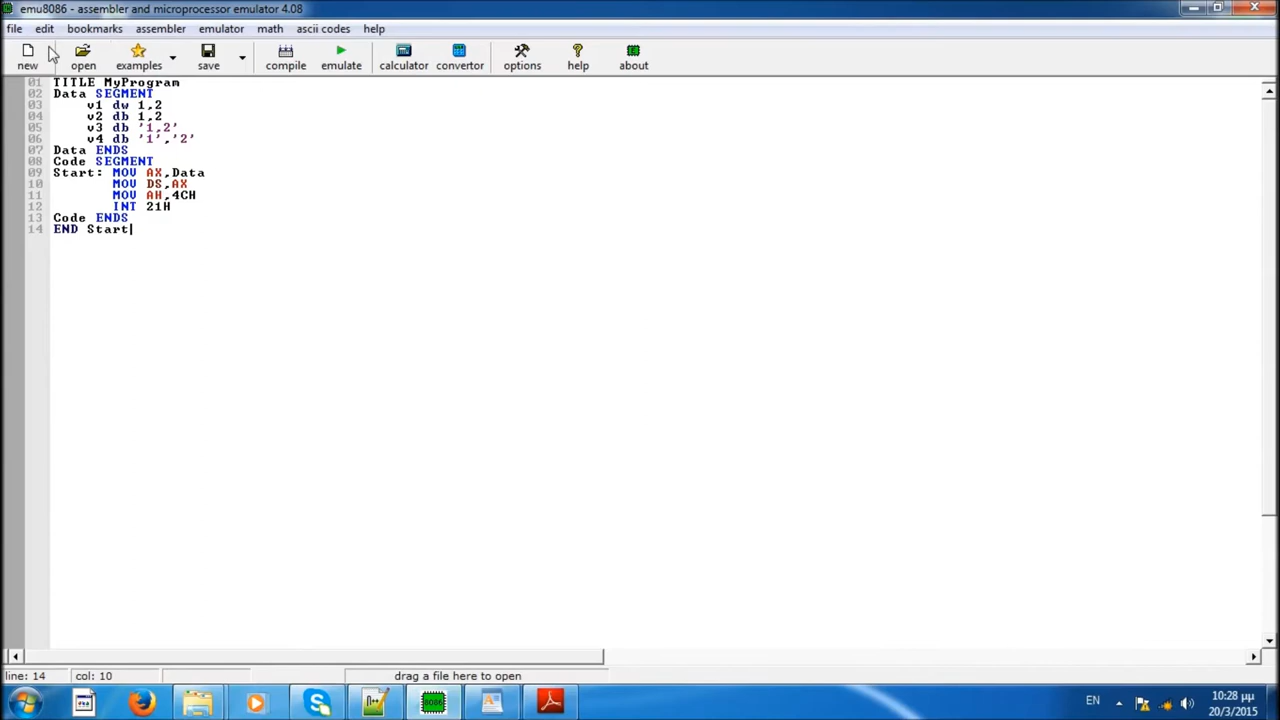 emu8086 - assembler and microprocessor emulator 4.08
file edit bookmarks assembler emulator math ascii codes help
new open examples save compile emulate calculator convertor options help about
01 TITLE MyProgram
02 Data SEGMENT
03 v1 dw 1,2
04 v2 db 1,2
05 v3 db '1,2'
06 v4 db '1','2'
07 Data ENDS
08 Code SEGMENT
09 Start: MOV AX,Data
10 MOV DS,AX
11 MOV AH,4CH
12 INT 21H
13 Code ENDS
14 END Start
line: 14 col: 10 drag a file here to open
8086
EN 10:28 μμ
20/3/2015